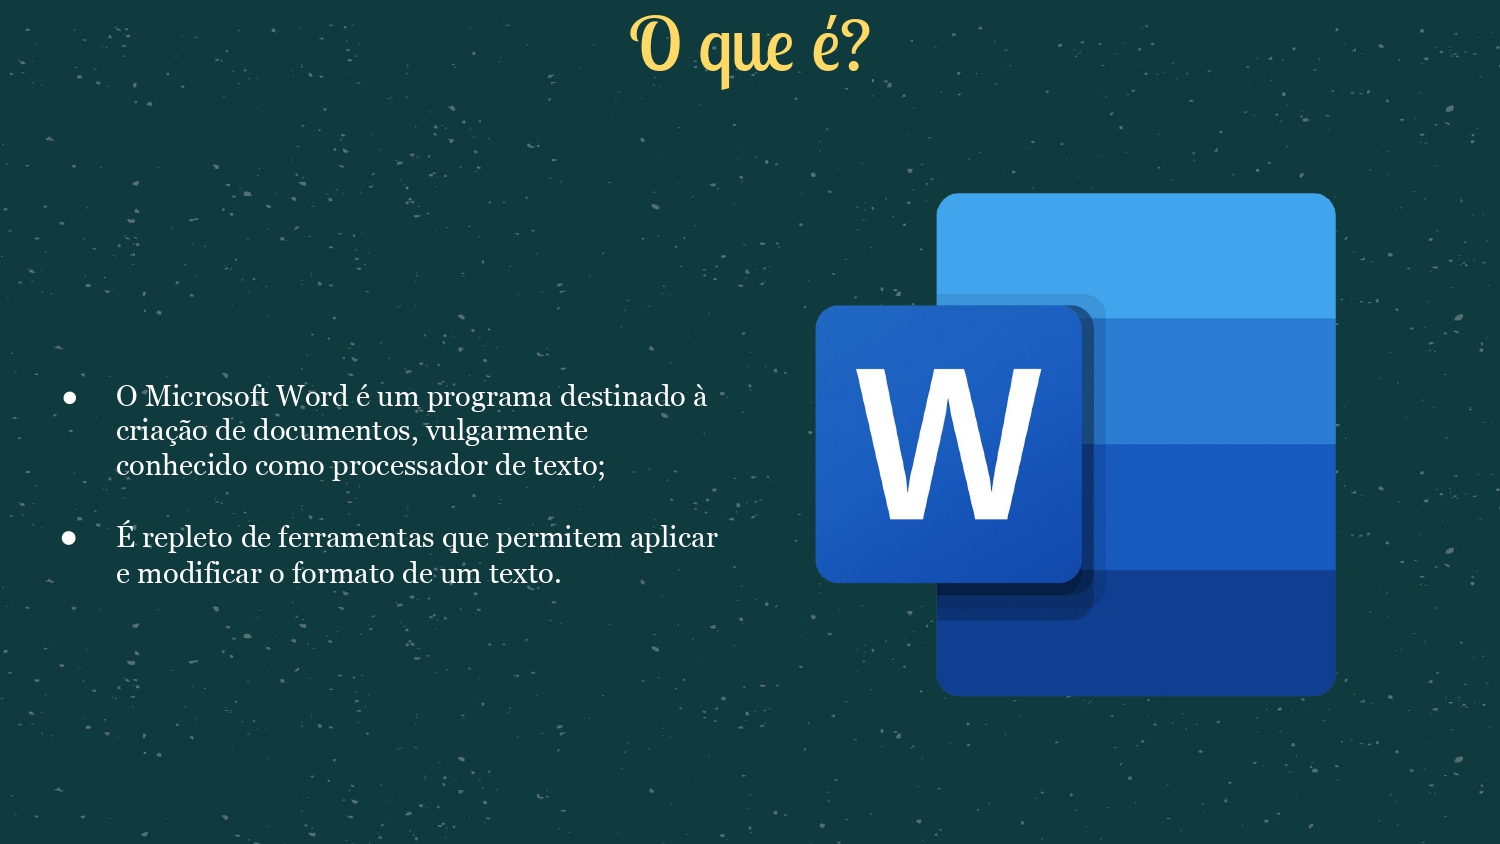 O que é?
● O Microsoft Word é um programa destinado à
criação de documentos, vulgarmente
conhecido como processador de texto;
● É repleto de ferramentas que permitem aplicar
e modificar o formato de um texto.
W